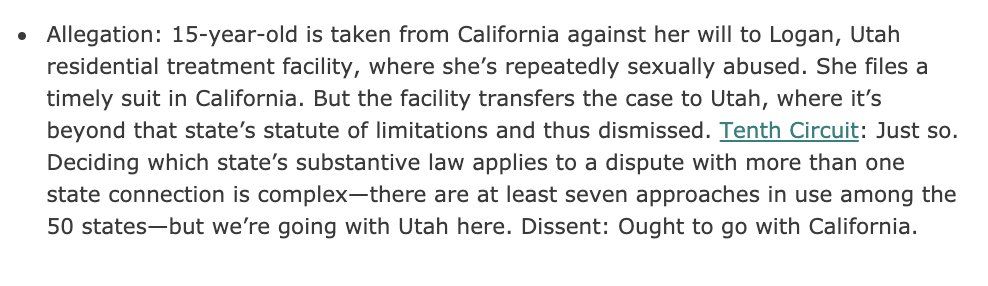 • Allegation: 15-year-old is taken from California against her will to Logan, Utah
residential treatment facility, where she’s repeatedly sexually abused. She files a
timely suit in California. But the facility transfers the case to Utah, where it’s
beyond that state’s statute of limitations and thus dismissed. Tenth Circuit: Just so.
Deciding which state’s substantive law applies to a dispute with more than one
state connection is complex—there are at least seven approaches in use among the
50 states—but we’re going with Utah here. Dissent: Ought to go with California.